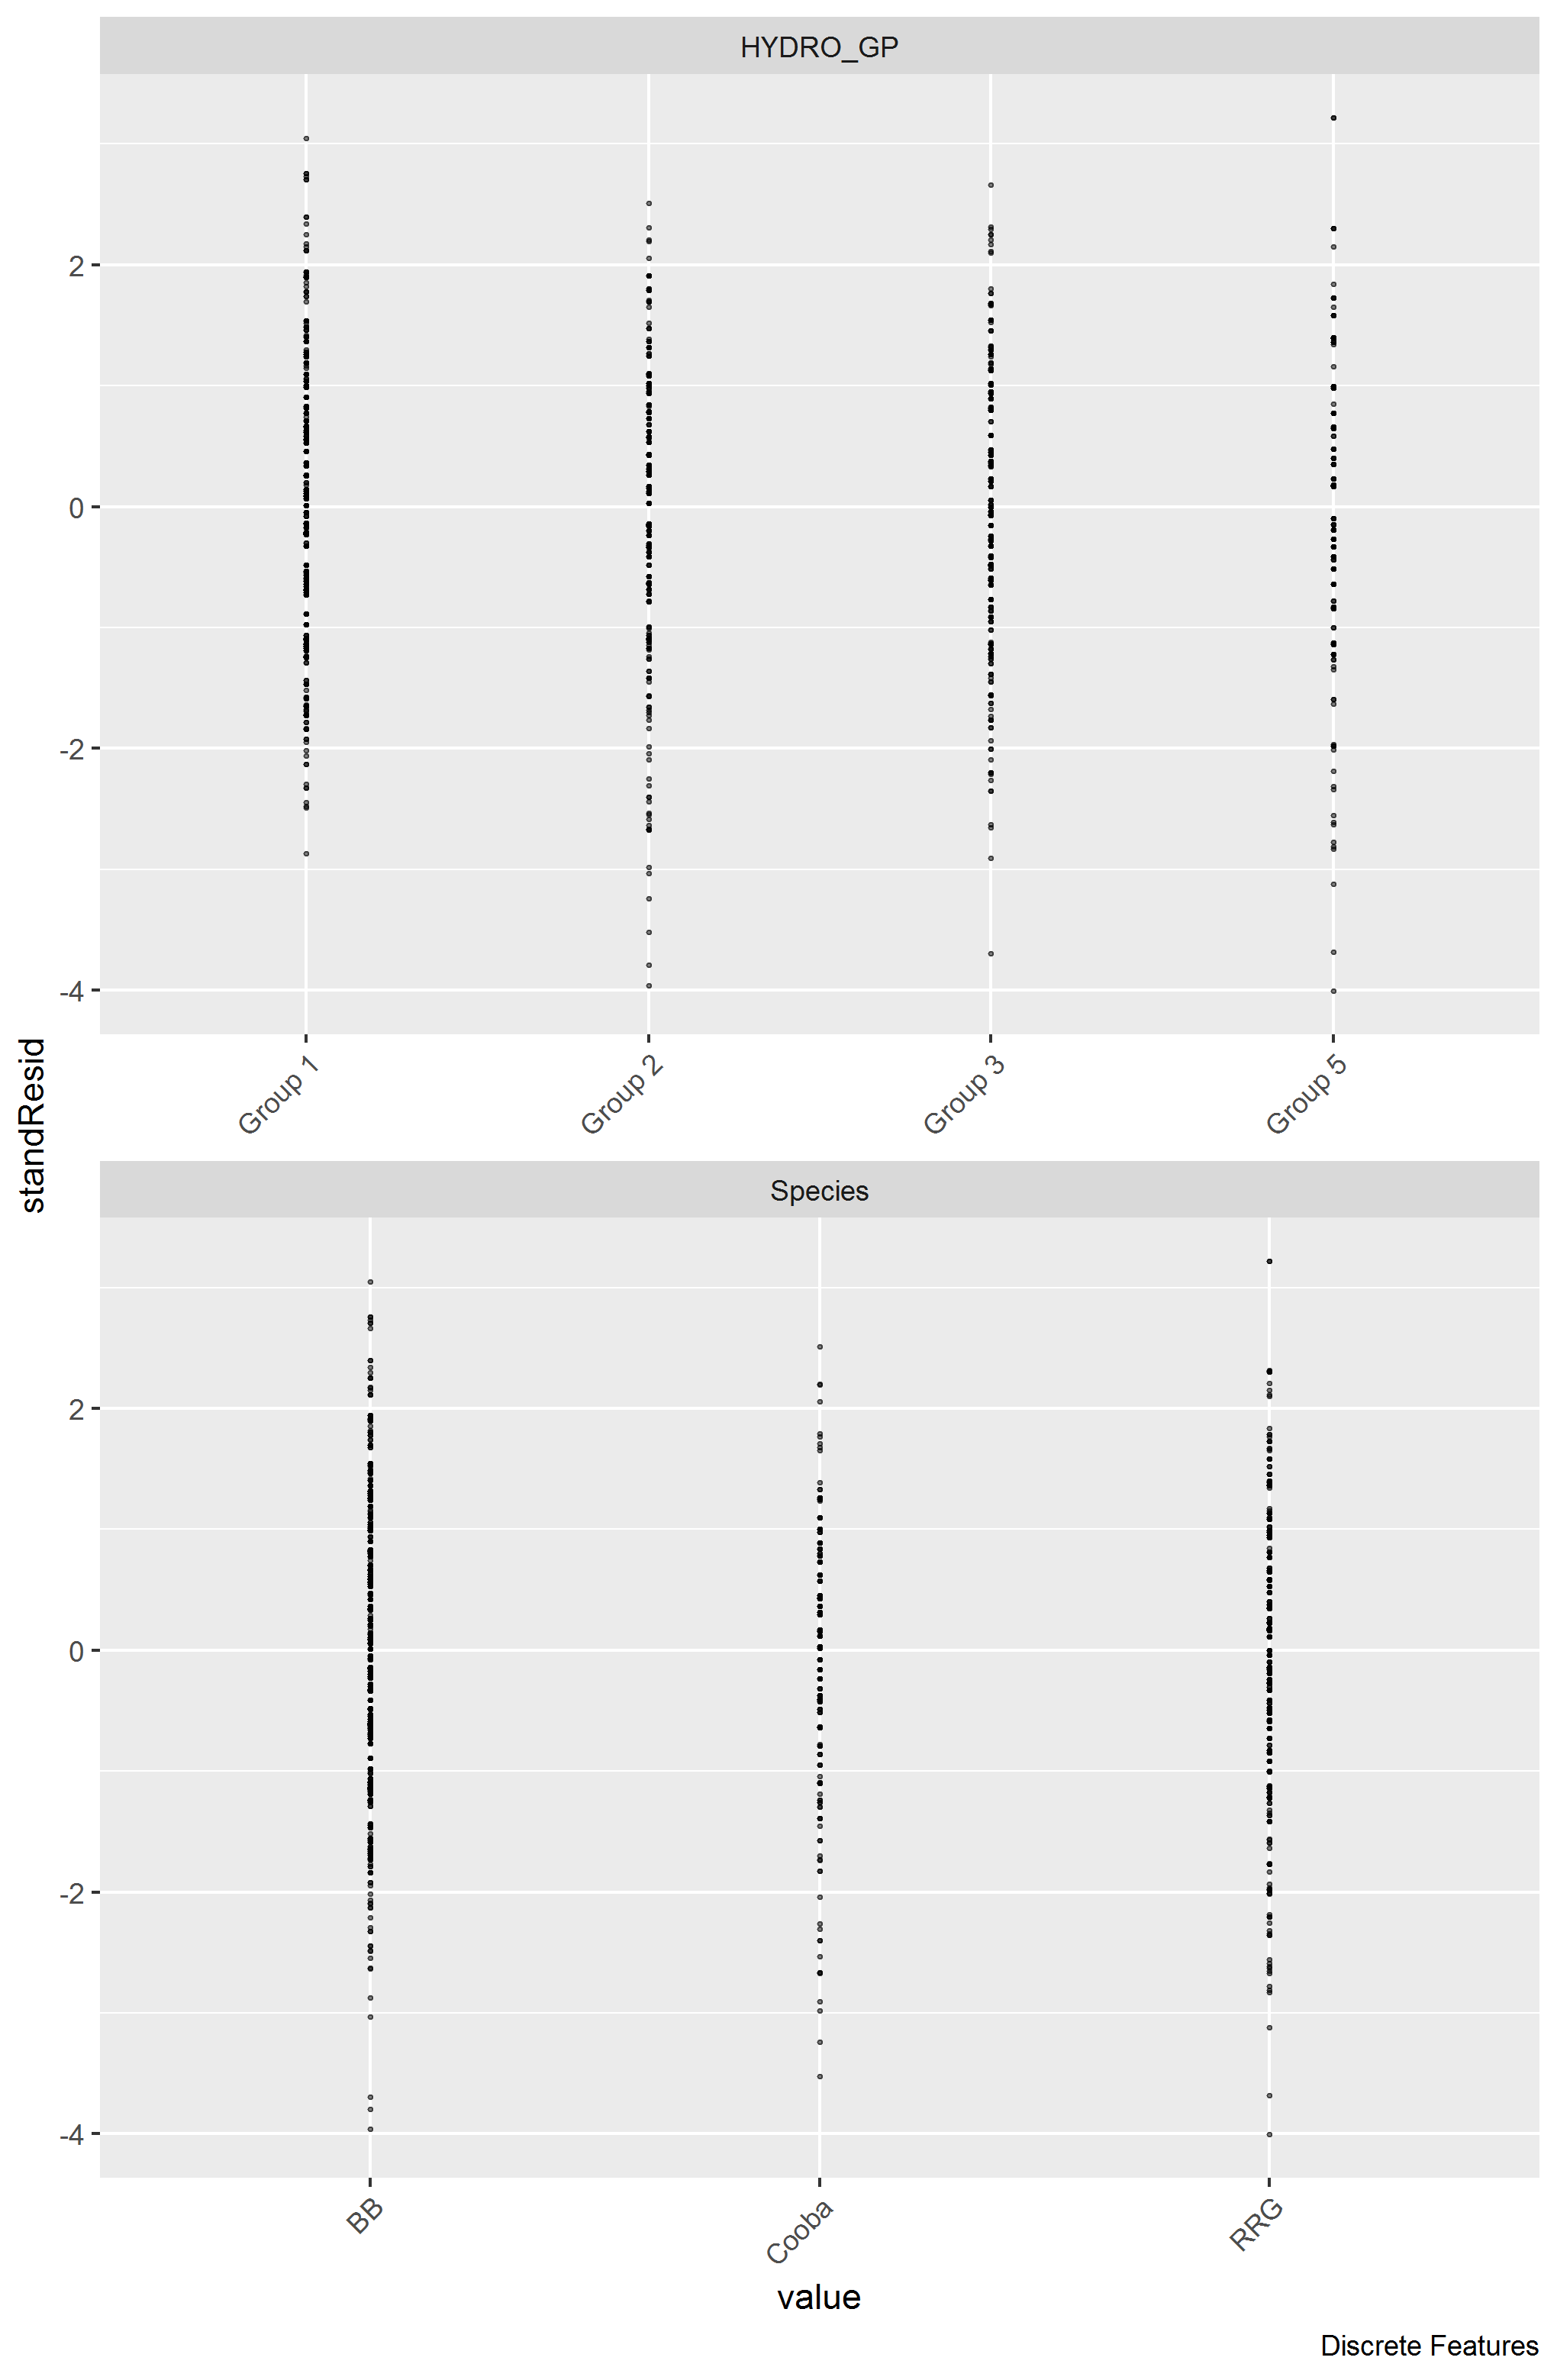 HYDRO_GP
2
0
-2
-4
Group 1
Group 2
Group 3
Group 5
standResid
Species
2
0
-2
-4
BB
Cooba
RRG
value
Discrete Features